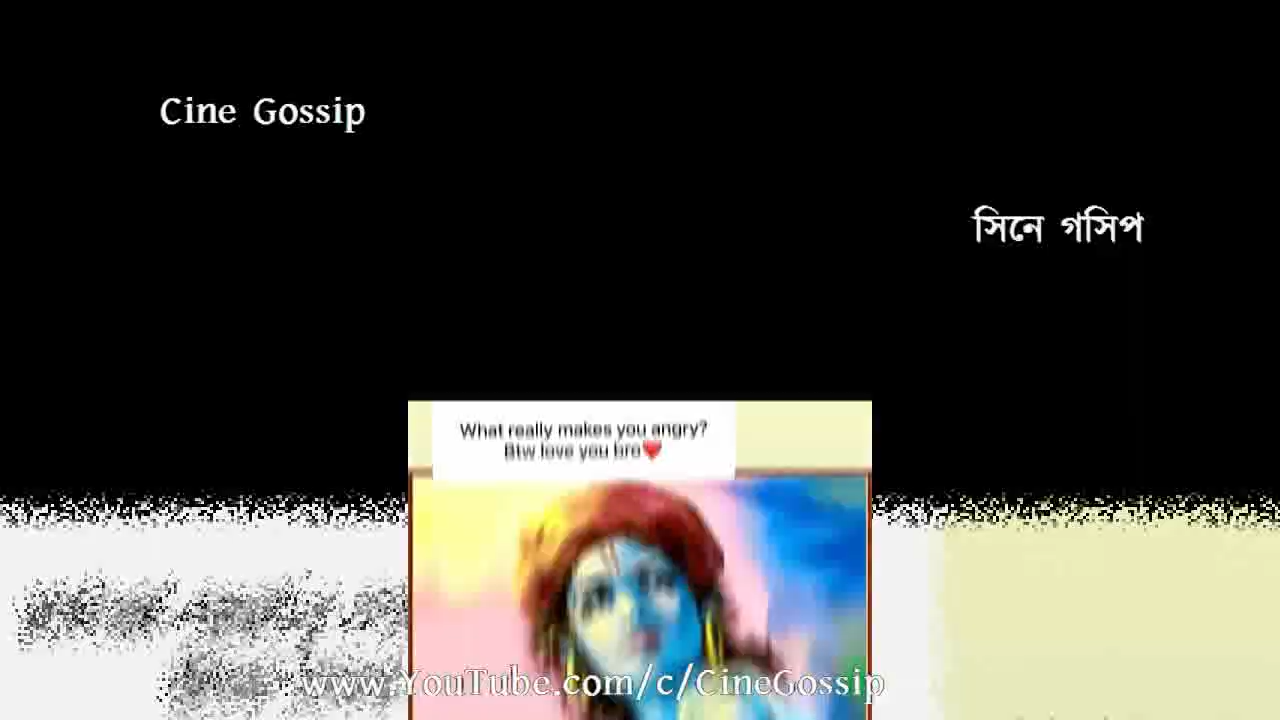 Cine Gossip
সিনে গসিপ
What really makes you angry?
Btw love you bro❤️
www.YouTube.com/c/CineGossip